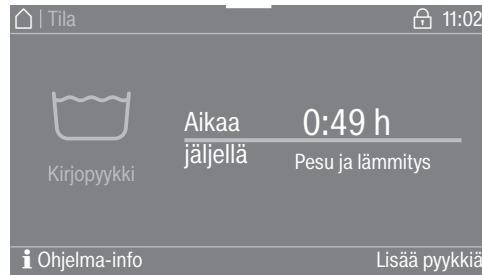 | Tila 11:02
Aikaa 0:49 h
jäljellä Pesu ja lämmitys
Kirjopyykki
i Ohjelma-info Lisää pyykkiä